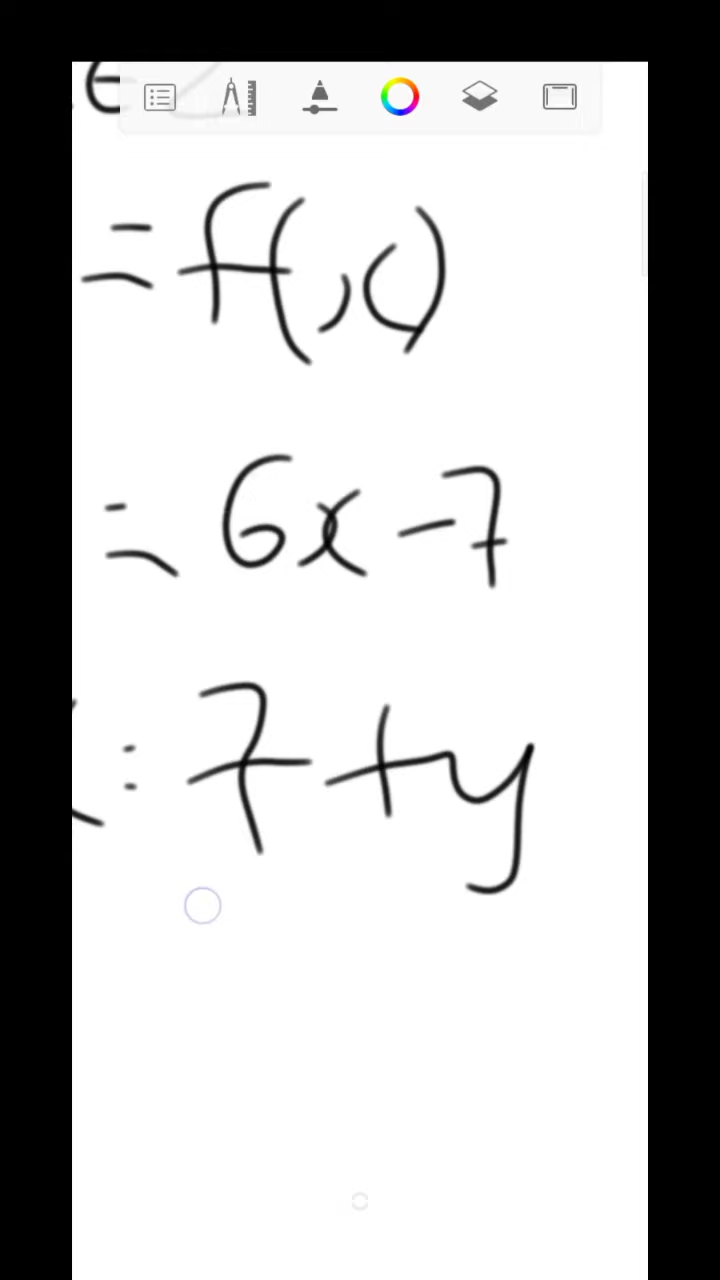 = f(x)
= 6x - 7
: 7 + y